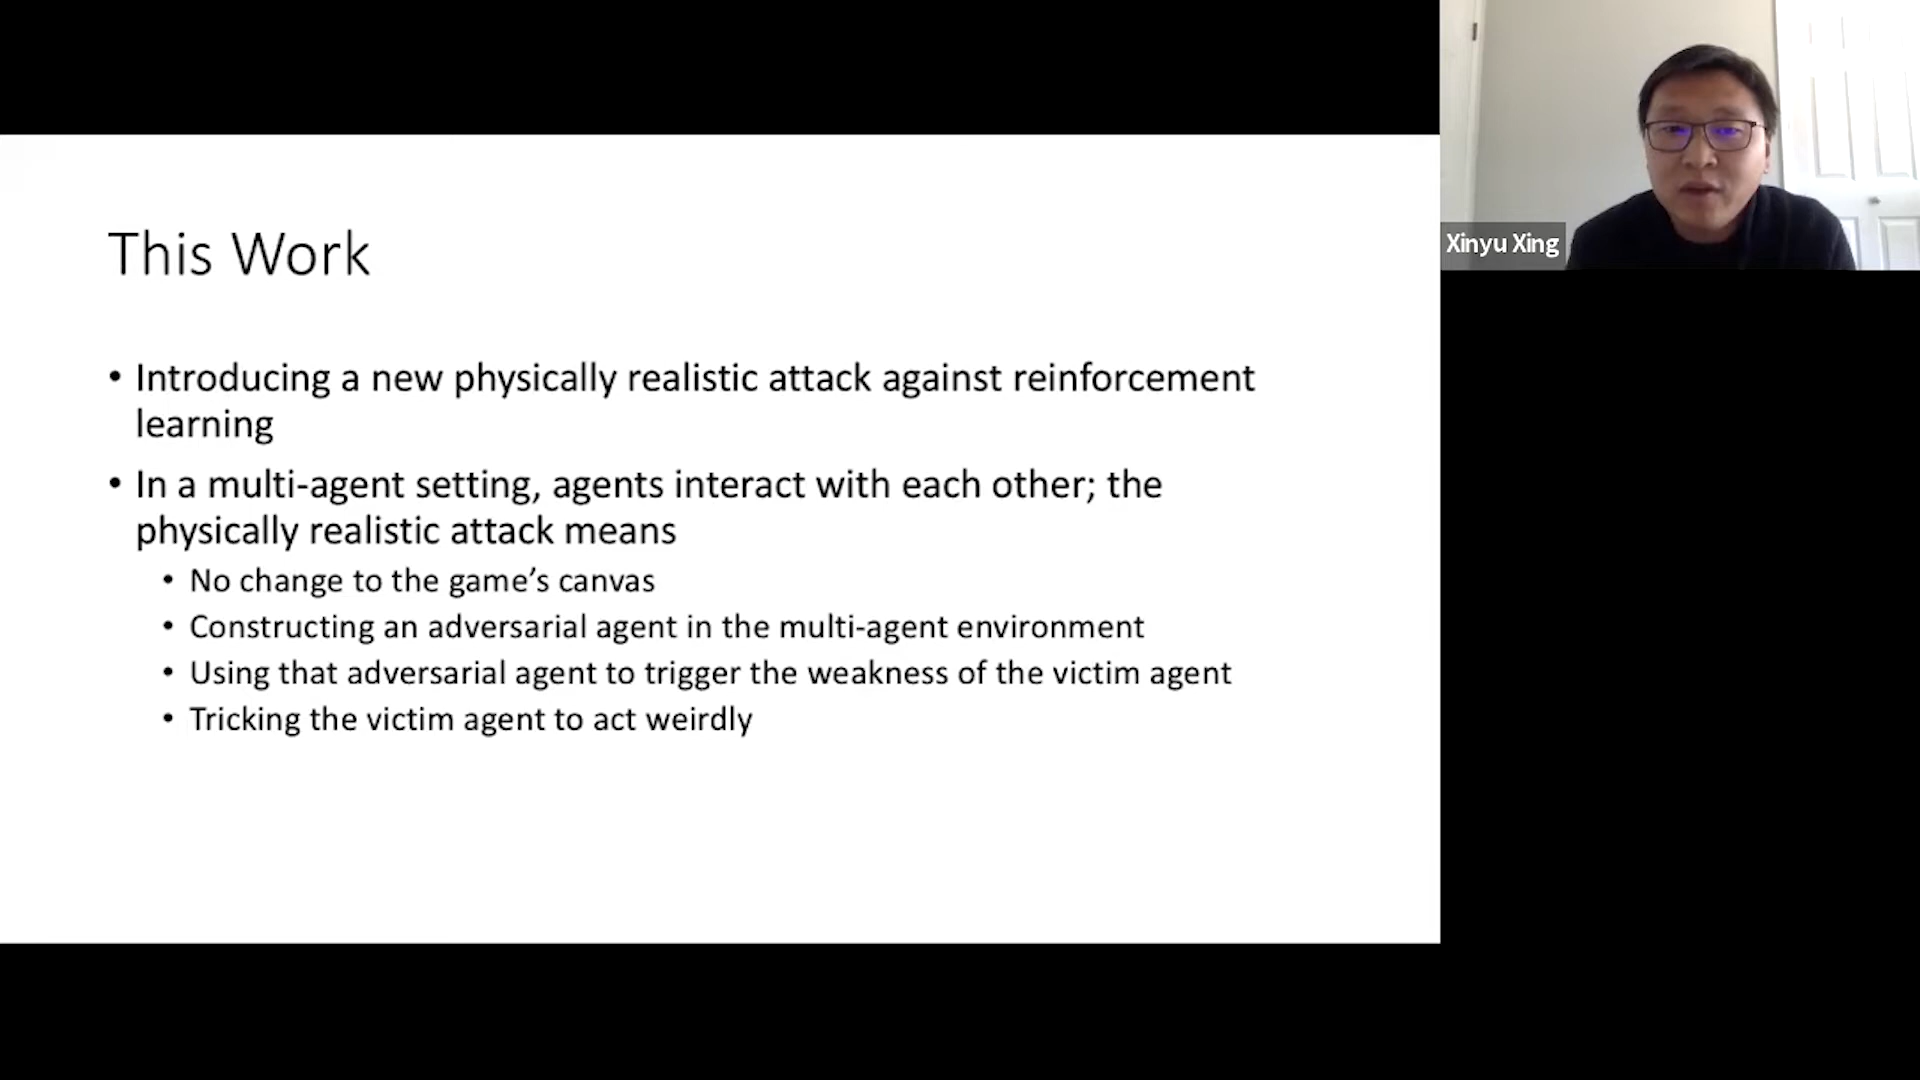 This Work
• Introducing a new physically realistic attack against reinforcement
learning
• In a multi-agent setting, agents interact with each other; the
physically realistic attack means
• No change to the game’s canvas
• Constructing an adversarial agent in the multi-agent environment
• Using that adversarial agent to trigger the weakness of the victim agent
• Tricking the victim agent to act weirdly
Xinyu Xing